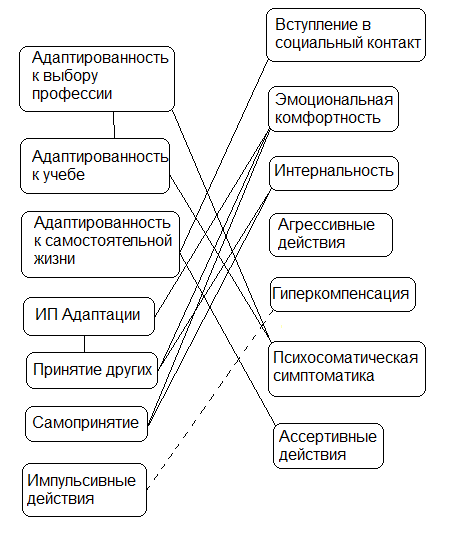 Адаптированность
к выбору
профессии
Адаптированность
к учебе
Адаптированность
к самостоятельной
жизни
ИП Адаптации
Принятие других
Самопринятие
Импульсивные
действия
Вступление в
социальный контакт
Эмоциональная
комфортность
Интернальность
Агрессивные
действия
Гиперкомпенсация
Психосоматическая
симптоматика
Ассертивные
действия